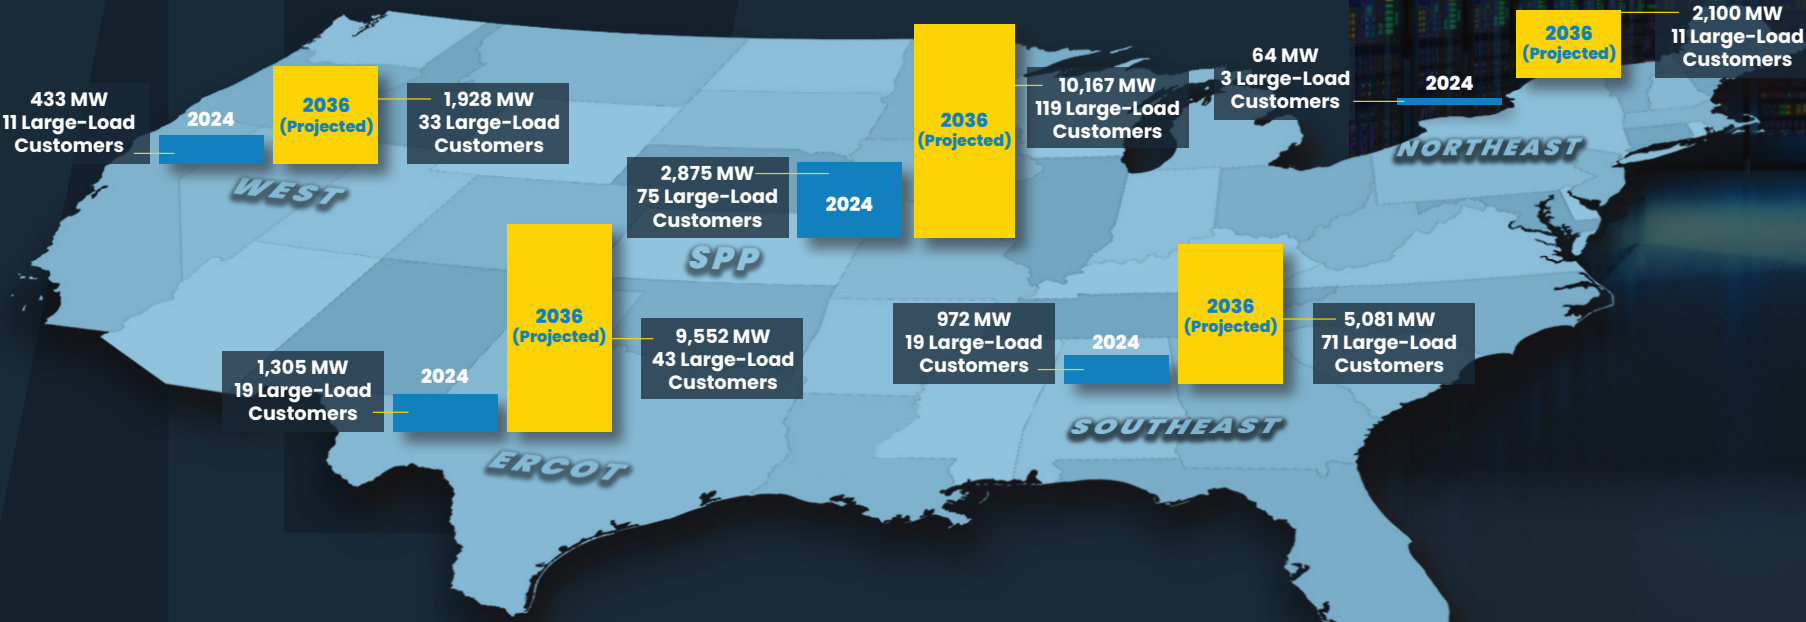 433 MW
11 Large-Load
Customers
2024
2036
(Projected)
1,928 MW
33 Large-Load
Customers
WEST
2,875 MW
75 Large-Load
Customers
2024
2036
(Projected)
10,167 MW
119 Large-Load
Customers
SPP
64 MW
3 Large-Load
Customers
2024
2036
(Projected)
2,100 MW
11 Large-Load
Customers
NORTHEAST
1,305 MW
19 Large-Load
Customers
2024
2036
(Projected)
9,552 MW
43 Large-Load
Customers
ERCOT
972 MW
19 Large-Load
Customers
2024
2036
(Projected)
5,081 MW
71 Large-Load
Customers
SOUTHEAST